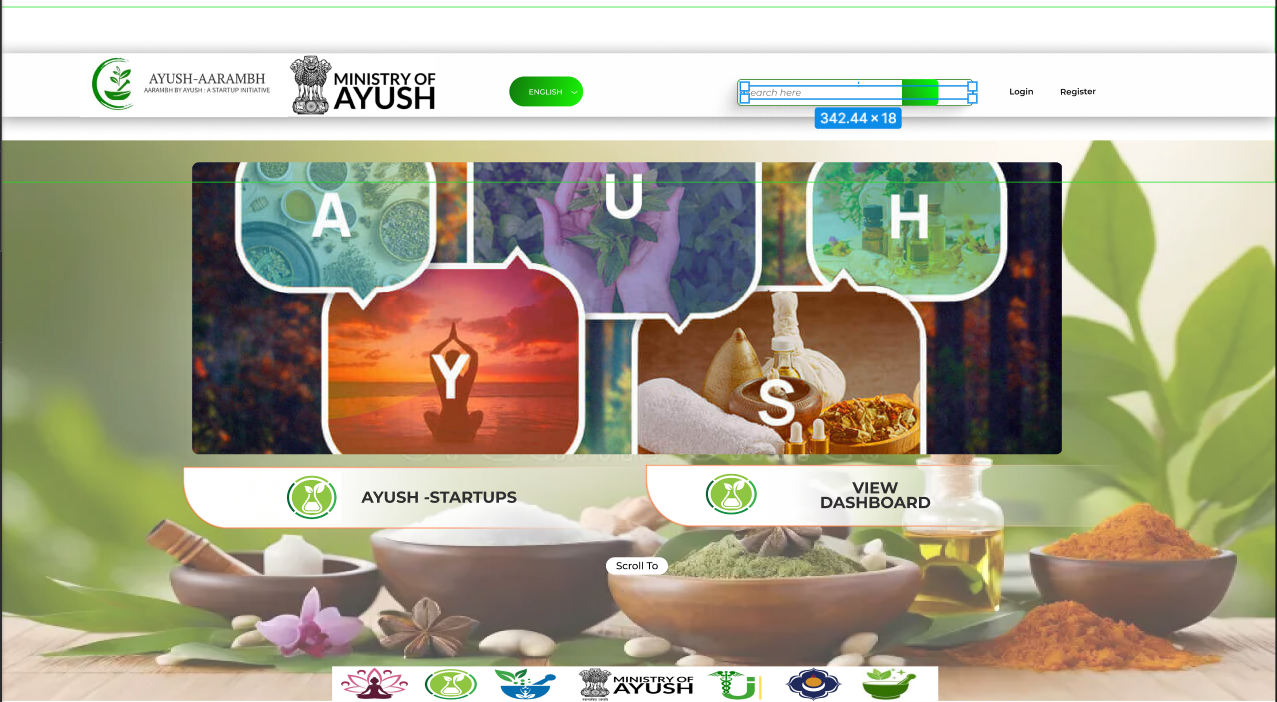 AYUSH-AARAMBH
AARAMBH BY AYUSH : A STARTUP INITIATIVE
MINISTRY OF
AYUSH
ENGLISH
earch here
342.44 × 18
Login
Register
A
U
H
Y
S
AYUSH -STARTUPS
VIEW
DASHBOARD
Scroll To
MINISTRY OF
AYUSH